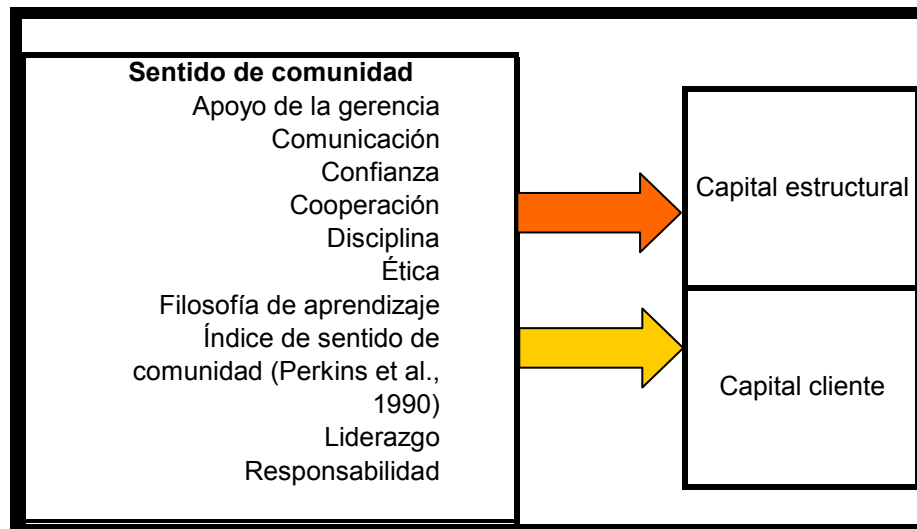 Sentido de comunidad
Apoyo de la gerencia
Comunicación
Confianza
Cooperación
Disciplina
Ética
Filosofía de aprendizaje
Índice de sentido de
comunidad (Perkins et al.,
1990)
Liderazgo
Responsabilidad
Capital estructural
Capital cliente